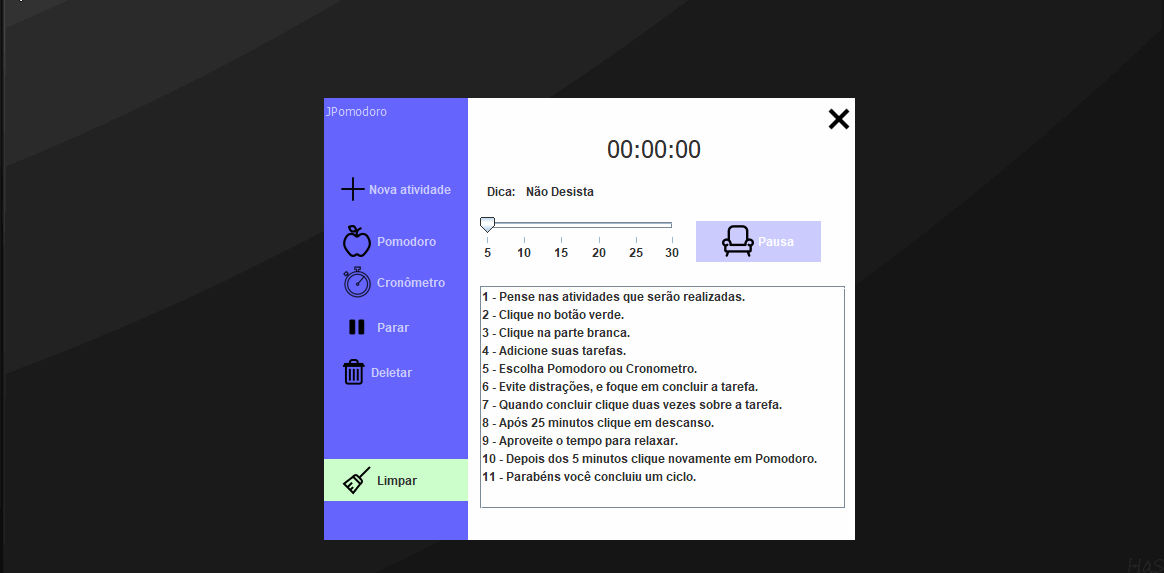 JPomodoro
00:00:00
Nova atividade
Dica: Não Desista
Pomodoro
Pausa
5 10 15 20 25 30
Cronômetro
Parar
Deletar
Limpar
1 - Pense nas atividades que serão realizadas.
2 - Clique no botão verde.
3 - Clique na parte branca.
4 - Adicione suas tarefas.
5 - Escolha Pomodoro ou Cronometro.
6 - Evite distrações, e foque em concluir a tarefa.
7 - Quando concluir clique duas vezes sobre a tarefa.
8 - Após 25 minutos clique em descanso.
9 - Aproveite o tempo para relaxar.
10 - Depois dos 5 minutos clique novamente em Pomodoro.
11 - Parabéns você concluiu um ciclo.